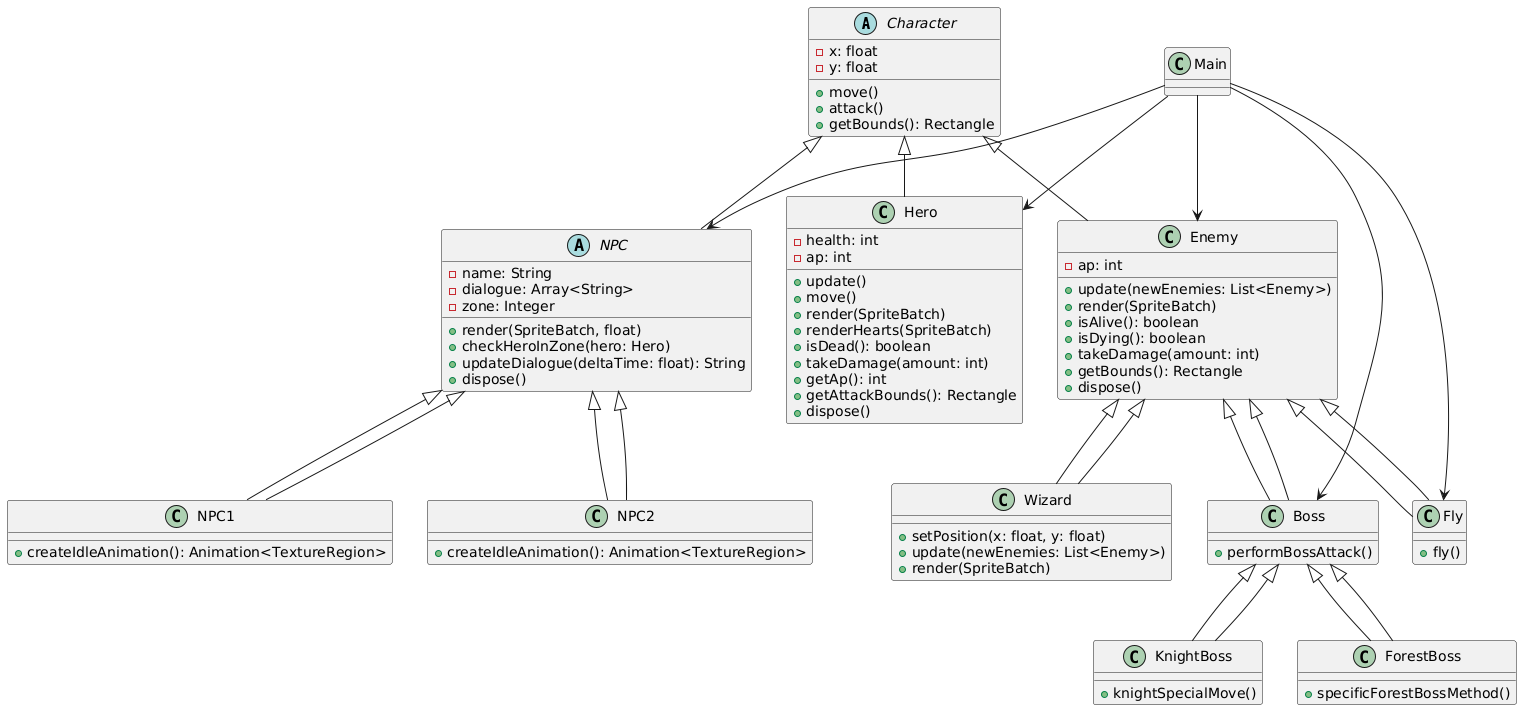 A Character
x: float
y: float
move()
attack()
getBounds(): Rectangle
C Main
A NPC
name: String
dialogue: Array<String>
zone: Integer
render(SpriteBatch, float)
checkHeroInZone(hero: Hero)
updateDialogue(deltaTime: float): String
dispose()
C Hero
health: int
ap: int
update()
move()
render(SpriteBatch)
renderHearts(SpriteBatch)
isDead(): boolean
takeDamage(amount: int)
getAp(): int
getAttackBounds(): Rectangle
dispose()
C Enemy
ap: int
update(newEnemies: List<Enemy>)
render(SpriteBatch)
isAlive(): boolean
isDying(): boolean
takeDamage(amount: int)
getBounds(): Rectangle
dispose()
C NPC1
createIdleAnimation(): Animation<TextureRegion>
C NPC2
createIdleAnimation(): Animation<TextureRegion>
C Wizard
setPosition(x: float, y: float)
update(newEnemies: List<Enemy>)
render(SpriteBatch)
C Boss
performBossAttack()
C Fly
fly()
C KnightBoss
knightSpecialMove()
C ForestBoss
specificForestBossMethod()